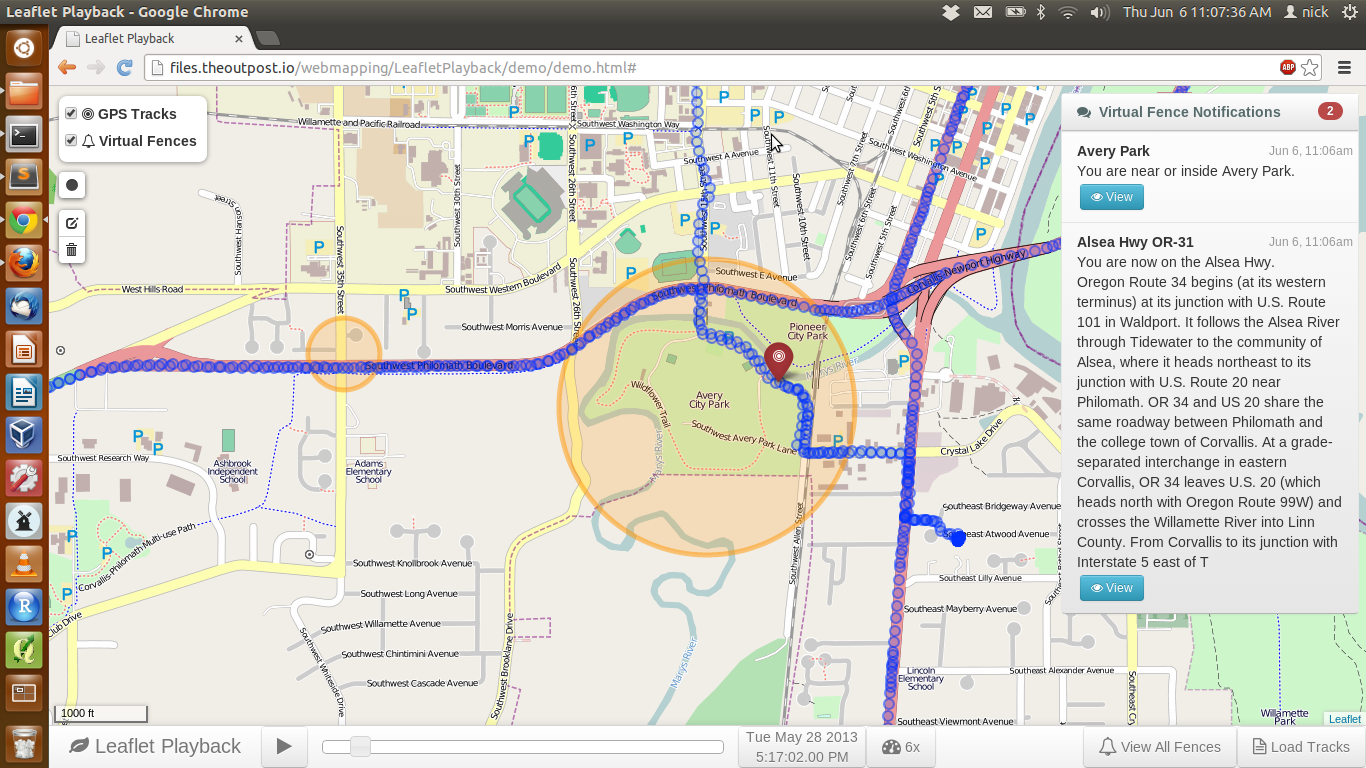 Leaflet Playback - Google Chrome
Thu Jun 6 11:07:36 AM
nick
Leaflet Playback
files.theoutpost.io/webmapping/LeafletPlayback/demo/demo.html#
ABP
GPS Tracks
Virtual Fences
Virtual Fence Notifications
2
Avery Park
Jun 6, 11:06am
You are near or inside Avery Park.
View
Alsea Hwy OR-31
Jun 6, 11:06am
You are now on the Alsea Hwy.
Oregon Route 34 begins (at its western
terminus) at its junction with U.S. Route
101 in Waldport. It follows the Alsea River
through Tidewater to the community of
Alsea, where it heads northeast to its
junction with U.S. Route 20 near
Philomath. OR 34 and US 20 share the
same roadway between Philomath and
the college town of Corvallis. At a grade-
separated interchange in eastern
Corvallis, OR 34 leaves U.S. 20 (which
heads north with Oregon Route 99W) and
crosses the Willamette River into Linn
County. From Corvallis to its junction with
Interstate 5 east of T
View
Willamette and Pacific Railroad
Southwest Washington Way
Southwest A Avenue
Southwest Washington Avenue
Southwest 11th Street
Southwest 10th Street
Southwest 7th Street
Southwest 6th Street
Southwest 5th Street
Southwest 30th Street
Southwest 26th Street
Southwest 35th Street
Southwest Hanson Street
West Hills Road
Southwest Western Boulevard
Southwest E Avenue
Southwest Morris Avenue
Southwest Philomath Boulevard
Southwest Philomath Boulevard
Corvallis Newport Highway
Pioneer
City Park
Marys River
Avery
City Park
Wildflower Trail
Southwest Avery Park Lane
Marys River
Crystal Lake Drive
Southwest Research Way
Ashbrook
Independent
School
Adams
Elementary
School
Corvallis-Philomath Multi-use Path
Club Drive
Southwest Knollbrook Avenue
Southwest Long Avenue
Southwest Willamette Avenue
Southwest Chintimini Avenue
Southwest Cascade Avenue
Southwest Whiteside Drive
Southwest Brooklane Drive
Southwest Allen Street
Marys River
Southeast Bridgeway Avenue
Southeast Atwood Avenue
Southeast Lilly Avenue
Southeast Mayberry Avenue
Lincoln
Elementary
School
Southeast Alexander Avenue
Southeast Viewmont Avenue
Willamette
Park
1000 ft
Leaflet
Leaflet Playback
Tue May 28 2013
5:17:02.00 PM
6x
View All Fences
Load Tracks